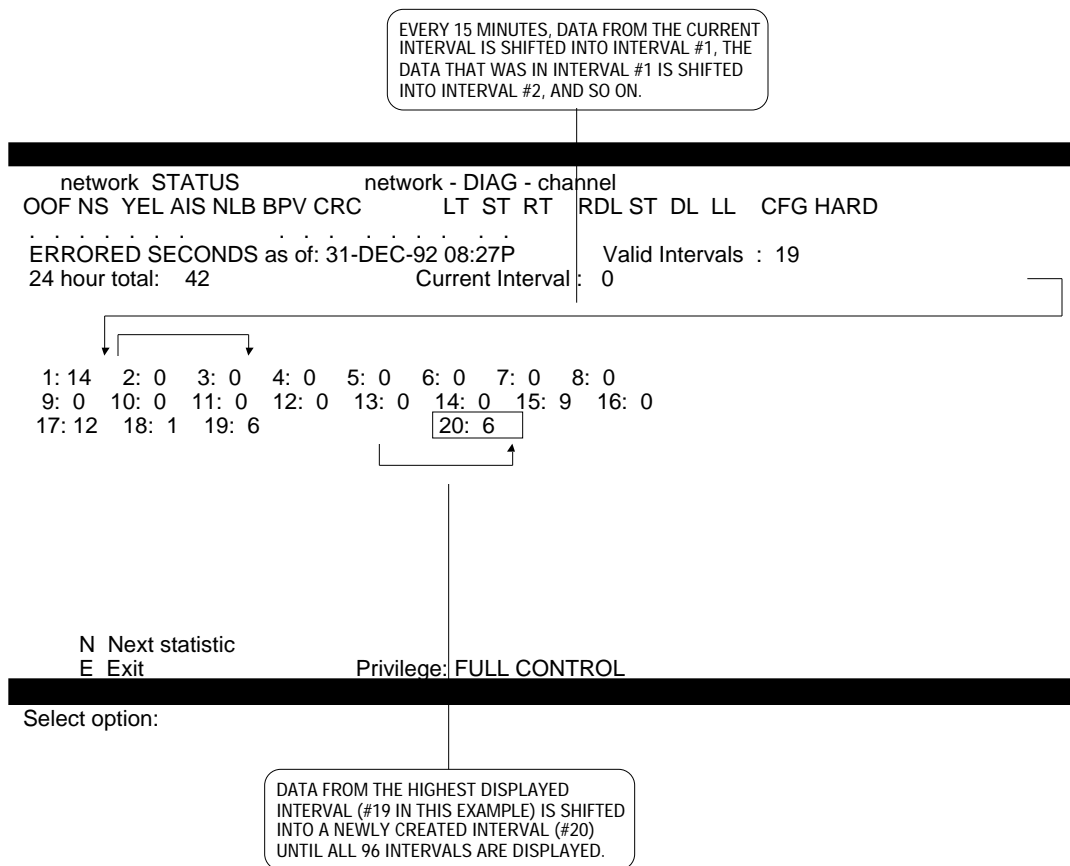 EVERY 15 MINUTES, DATA FROM THE CURRENT
INTERVAL IS SHIFTED INTO INTERVAL #1, THE
DATA THAT WAS IN INTERVAL #1 IS SHIFTED
INTO INTERVAL #2, AND SO ON.
network STATUS network - DIAG - channel
OOF NS YEL AIS NLB BPV CRC LT ST RT RDL ST DL LL CFG HARD
. . . . . . . . . . . . . . . .
ERRORED SECONDS as of: 31-DEC-92 08:27P Valid Intervals : 19
24 hour total: 42 Current Interval : 0
1: 14 2: 0 3: 0 4: 0 5: 0 6: 0 7: 0 8: 0
9: 0 10: 0 11: 0 12: 0 13: 0 14: 0 15: 9 16: 0
17: 12 18: 1 19: 6 20: 6
N Next statistic
E Exit Privilege: FULL CONTROL
Select option:
DATA FROM THE HIGHEST DISPLAYED
INTERVAL (#19 IN THIS EXAMPLE) IS SHIFTED
INTO A NEWLY CREATED INTERVAL (#20)
UNTIL ALL 96 INTERVALS ARE DISPLAYED.